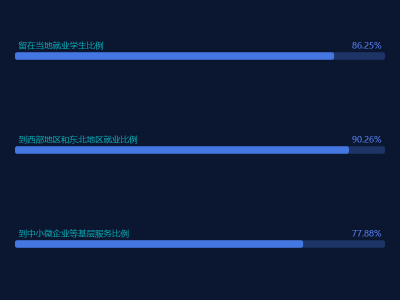 留在当地就业学生比例 86.25%
到西部地区和东北地区就业比例 90.26%
到中小微企业等基层服务比例 77.88%